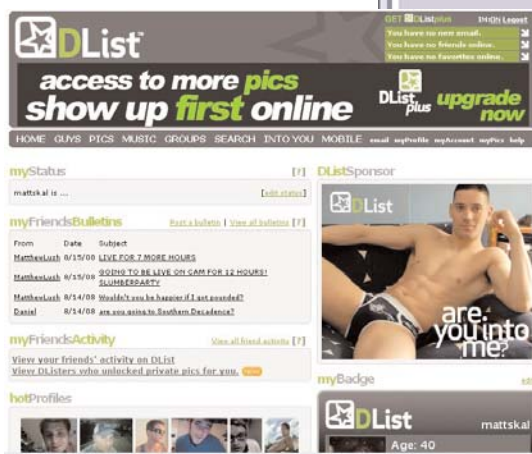 DList
GET DListplus IM:ON Logout
You have no new email.
You have no friends online.
You have no favorites online.
access to more pics
show up first online
DList plus upgrade now
HOME GUYS PICS MUSIC GROUPS SEARCH INTO YOU MOBILE email myProfile myAccount myPics help
myStatus [?]
mattskal is ... [edit status]
myFriendsBulletins Post a bulletin | View all bulletins [?]
From Date Subject
MatthewLush 8/15/08 LIVE FOR 7 MORE HOURS
MatthewLush 8/15/08 GOING TO BE LIVE ON CAM FOR 12 HOURS!
SLUMBERPARTY
MatthewLush 8/14/08 Wouldn't you be happier if I got pounded?
Daniel 8/14/08 are you going to Southern Decadence?
myFriendsActivity View all friend activity [?]
View your friends' activity on DList
View DListers who unlocked private pics for you.
hotProfiles
DListSponsor
DList
are
you into
me?
myBadge
DList mattskal
Age: 40